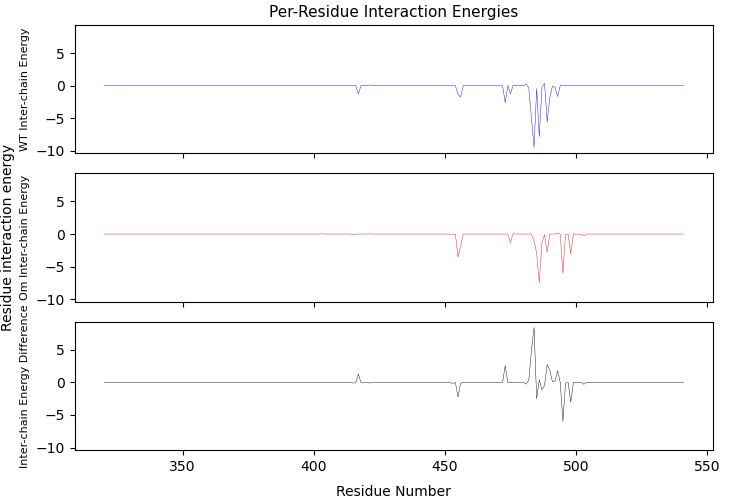 Per-Residue Interaction Energies
Residue interaction energy
WT Inter-chain Energy
5
0
−5
−10
Om Inter-chain Energy
5
0
−5
−10
Inter-chain Energy Difference
5
0
−5
−10
350
400
450
500
550
Residue Number